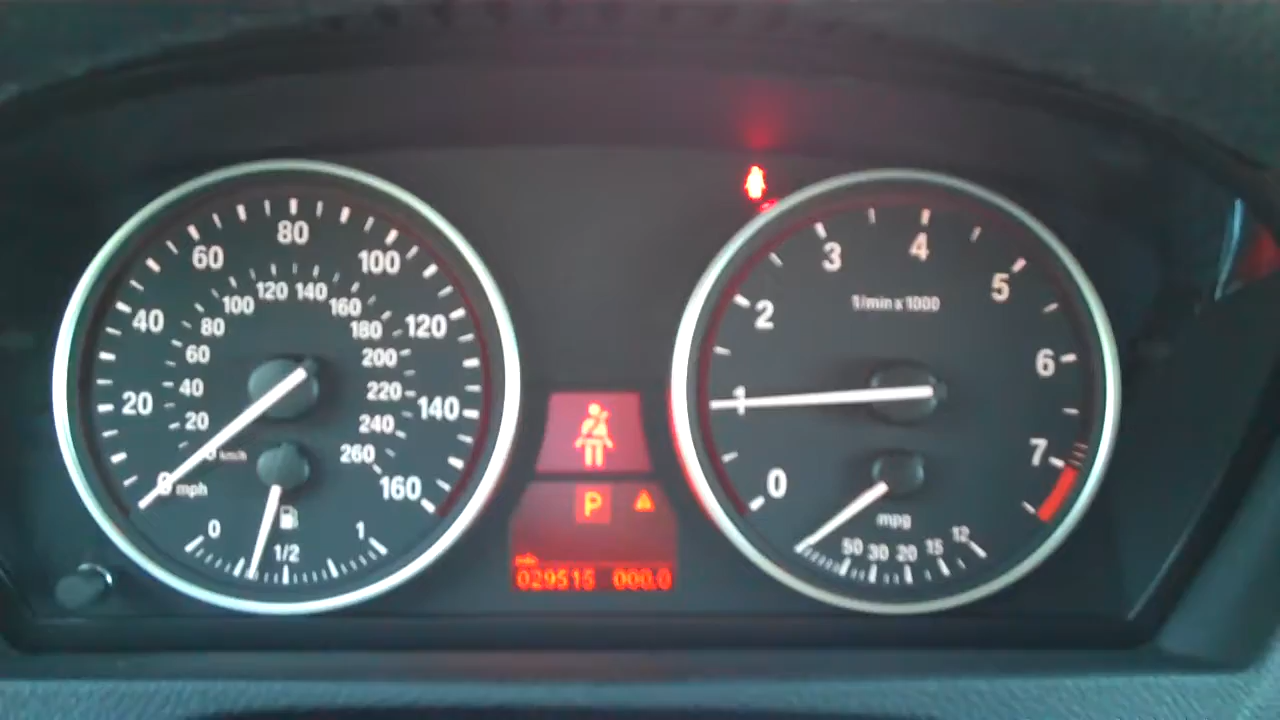 0 20 40 60 80 100 120 140 160
mph
20 40 60 80 100 120 140 160 180 200 220 240 260
km/h
0 1/2 1
P
029515 000.0
0 1 2 3 4 5 6 7
1/min x 1000
mpg
50 30 20 15 12